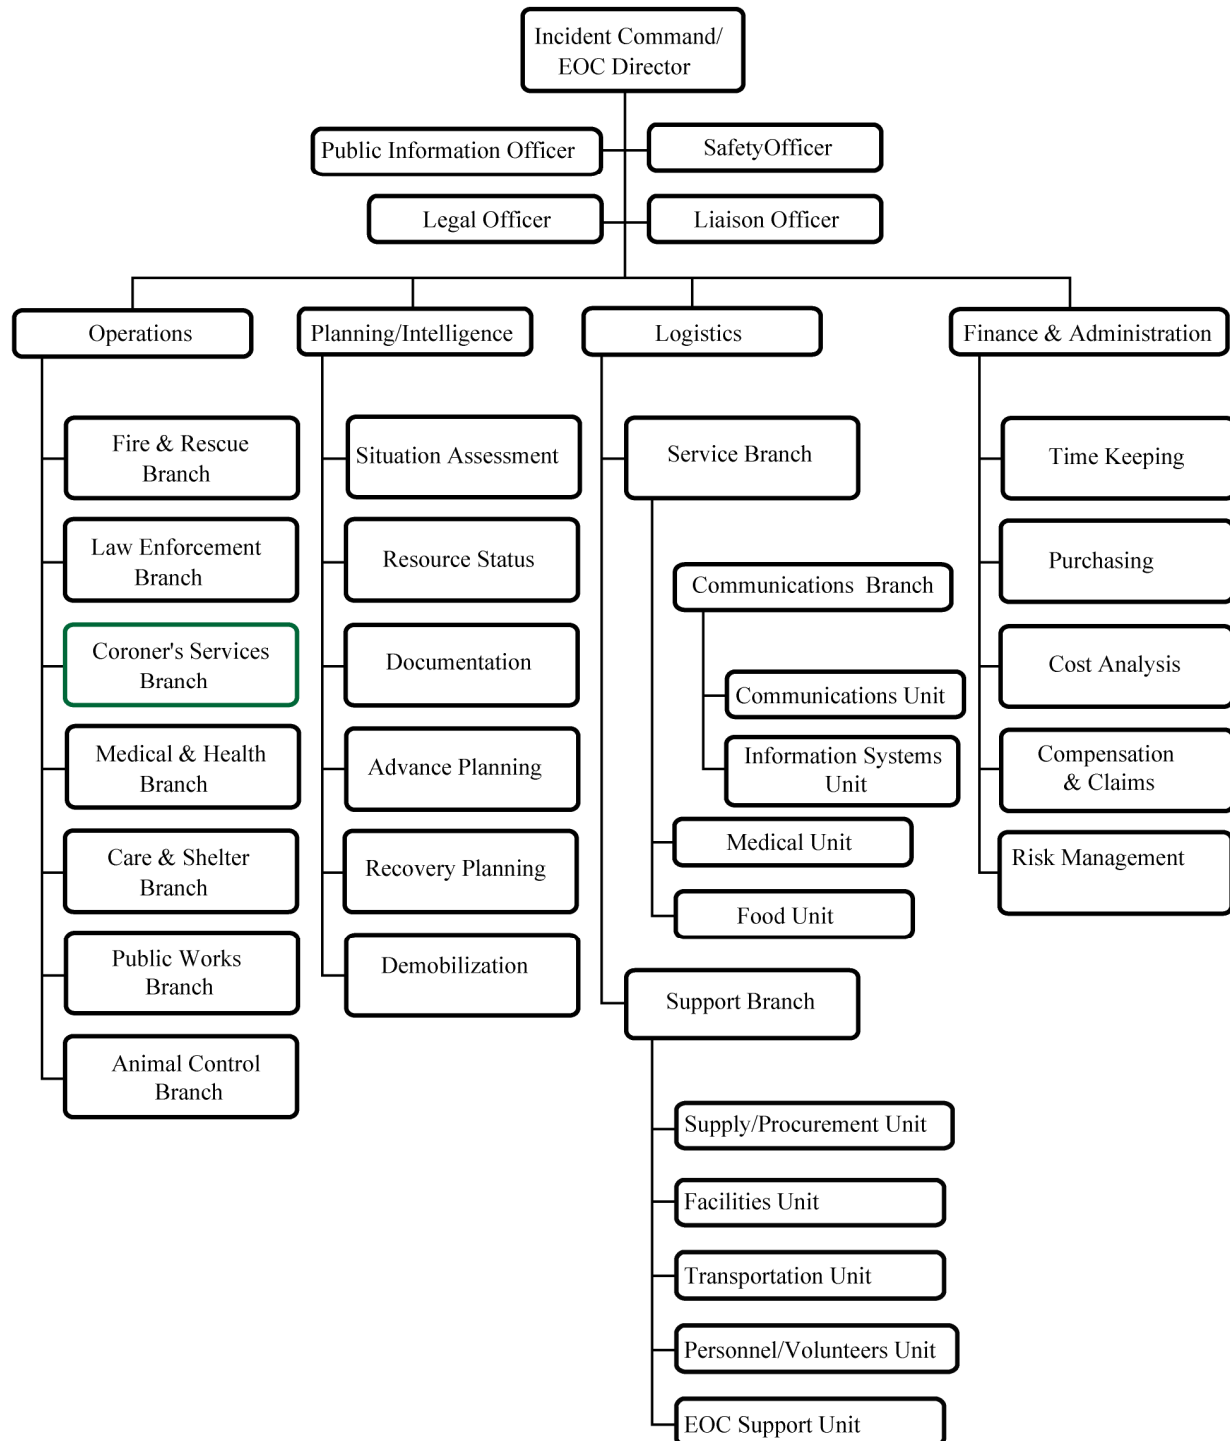 Incident Command/
EOC Director
Public Information Officer
SafetyOfficer
Legal Officer
Liaison Officer
Operations
Planning/Intelligence
Logistics
Finance & Administration
Fire & Rescue
Branch
Law Enforcement
Branch
Coroner's Services
Branch
Medical & Health
Branch
Care & Shelter
Branch
Public Works
Branch
Animal Control
Branch
Situation Assessment
Resource Status
Documentation
Advance Planning
Recovery Planning
Demobilization
Service Branch
Communications Branch
Communications Unit
Information Systems
Unit
Medical Unit
Food Unit
Support Branch
Supply/Procurement Unit
Facilities Unit
Transportation Unit
Personnel/Volunteers Unit
EOC Support Unit
Time Keeping
Purchasing
Cost Analysis
Compensation
& Claims
Risk Management